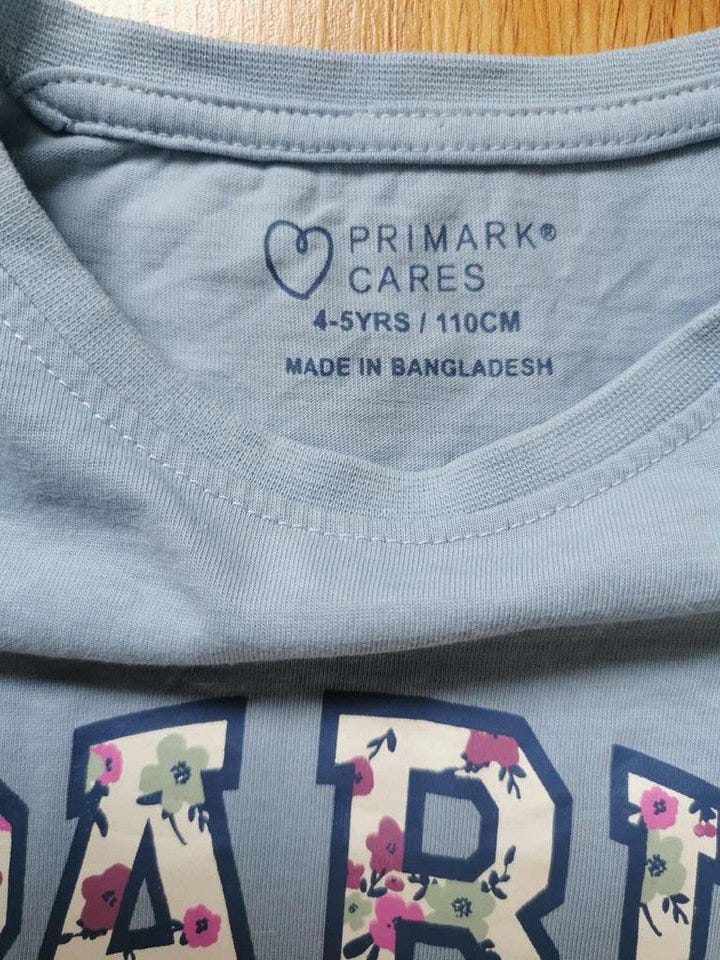 PRIMARK®
CARES
4-5YRS / 110CM
MADE IN BANGLADESH